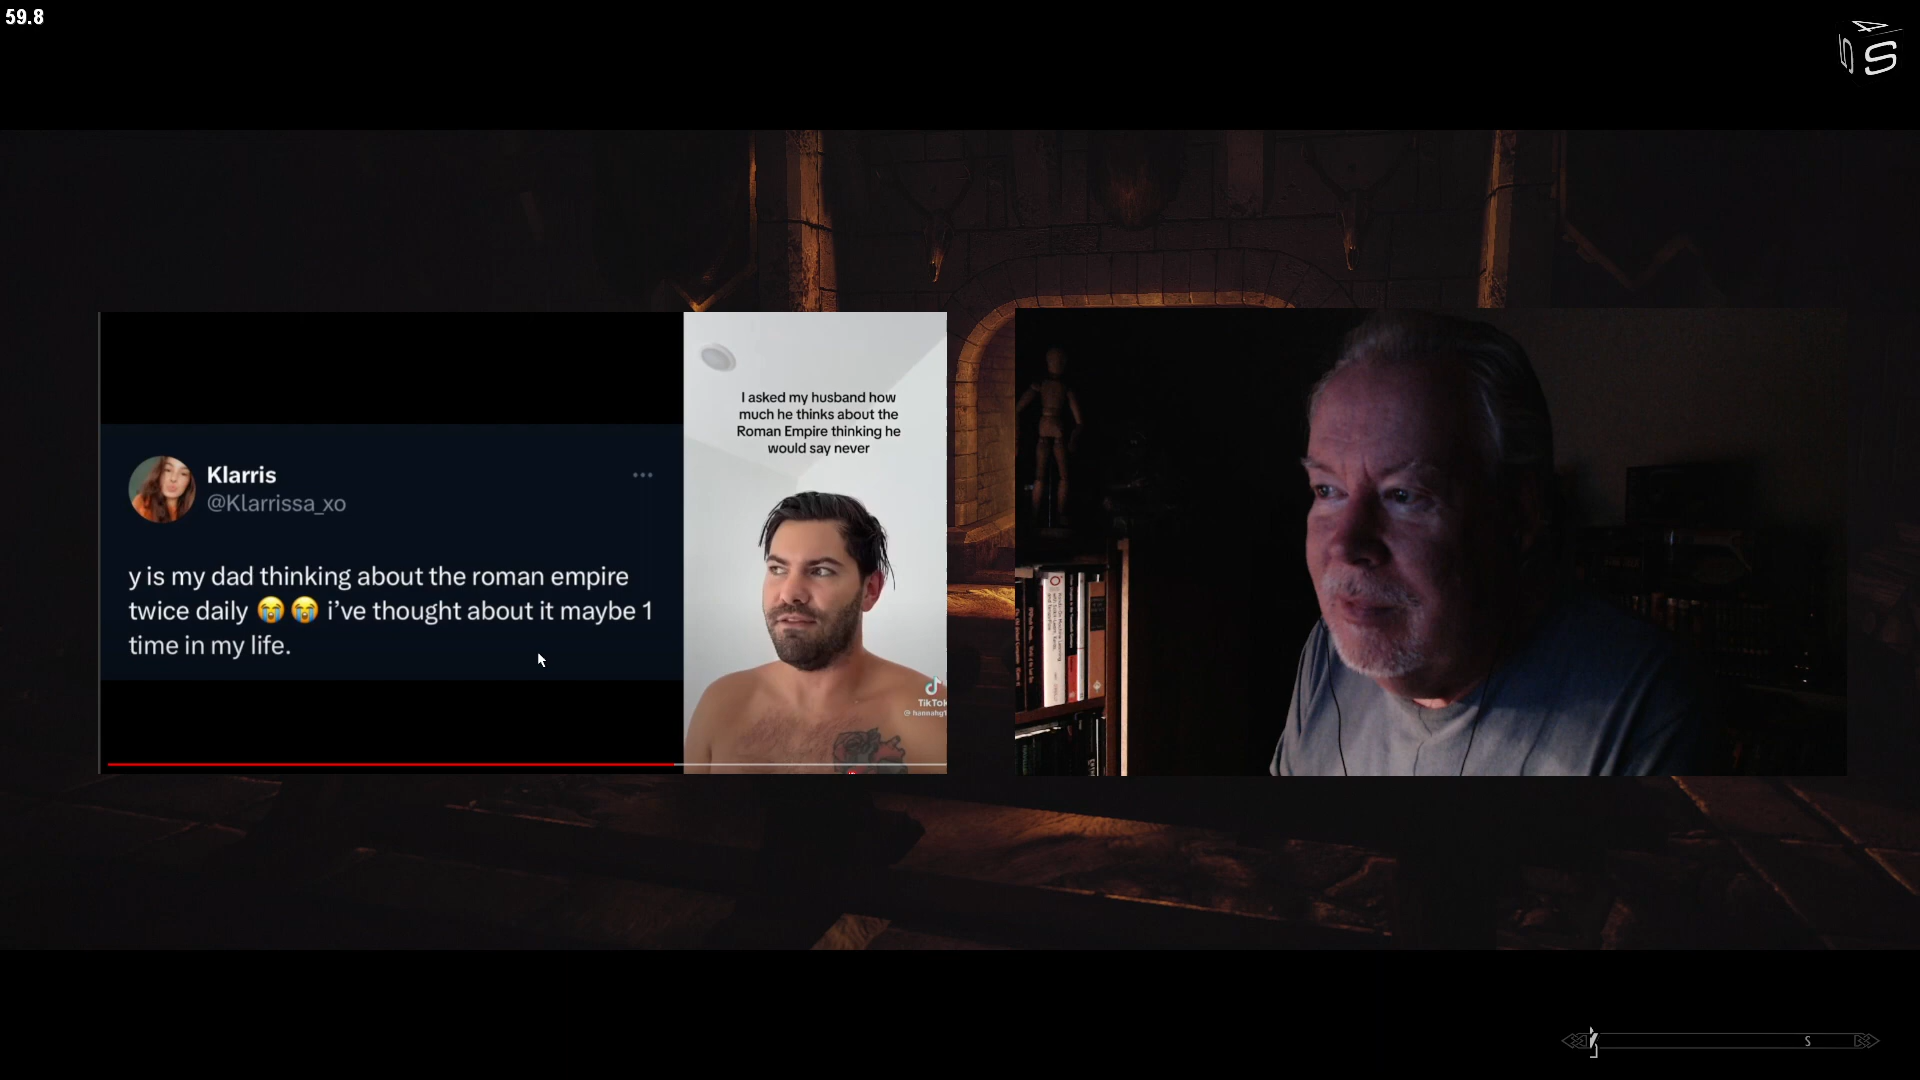 59.8
S
Klarris
@Klarrissa_xo
y is my dad thinking about the roman empire
twice daily 😭😭 i’ve thought about it maybe 1
time in my life.
I asked my husband how
much he thinks about the
Roman Empire thinking he
would say never
TikTok
S